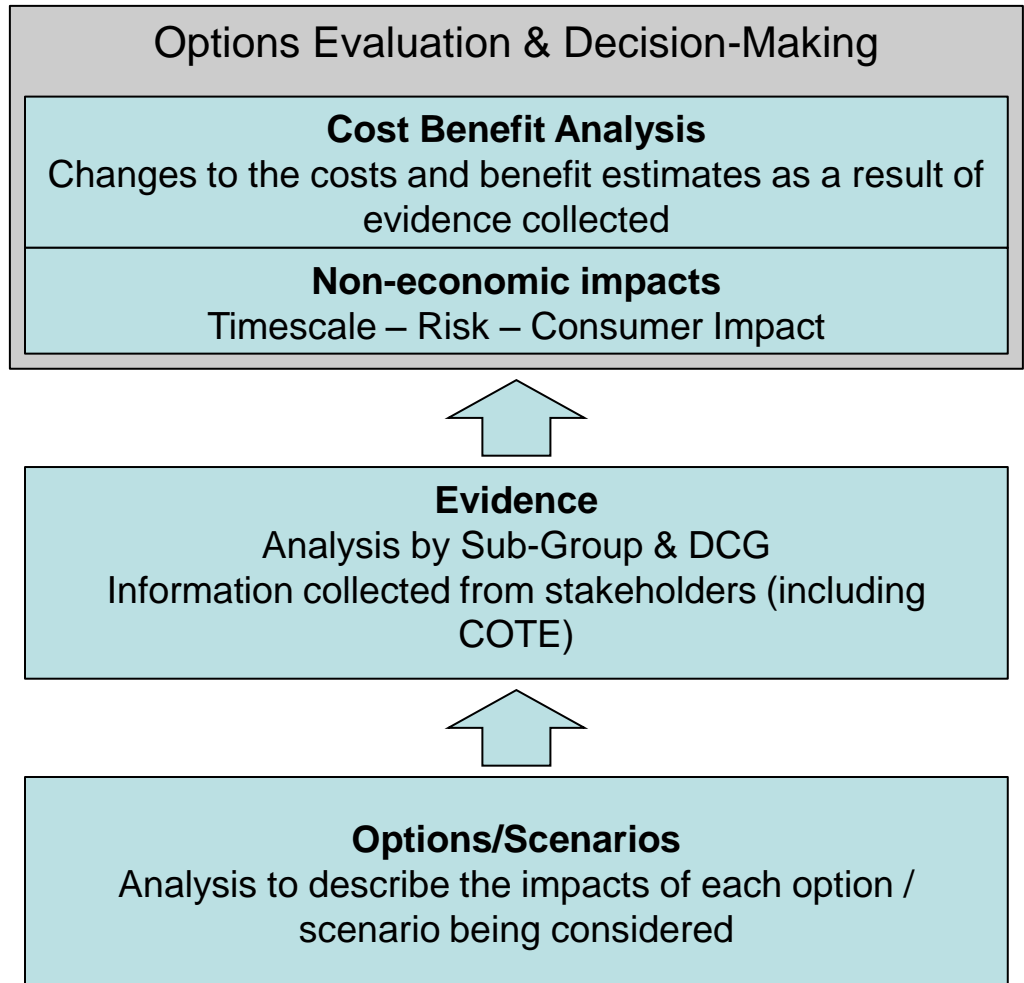 Options Evaluation & Decision-Making
Cost Benefit Analysis
Changes to the costs and benefit estimates as a result of
evidence collected
Non-economic impacts
Timescale – Risk – Consumer Impact
Evidence
Analysis by Sub-Group & DCG
Information collected from stakeholders (including
COTE)
Options/Scenarios
Analysis to describe the impacts of each option /
scenario being considered